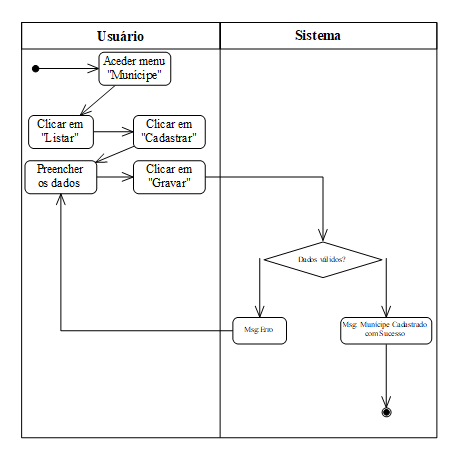 Usuário
Sistema
Aceder menu
"Municipe"
Clicar em
"Listar"
Clicar em
"Cadastrar"
Preencher
os dados
Clicar em
"Gravar"
Dados válidos?
Msg:Erro
Msg: Municipe Cadastrado
com Sucesso